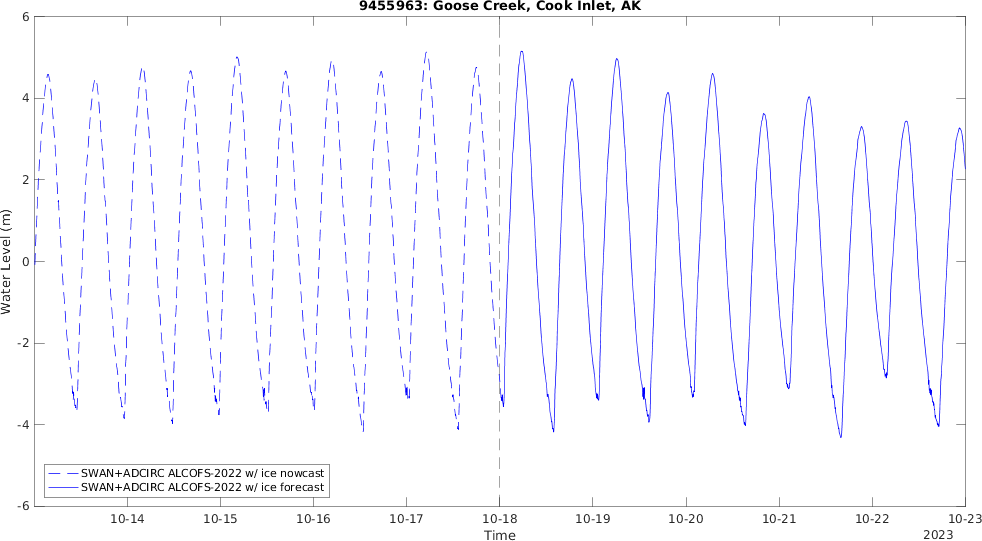 9455963: Goose Creek, Cook Inlet, AK
6
4
2
0
-2
-4
-6
Water Level (m)
SWAN+ADCIRC ALCOFS-2022 w/ ice nowcast
SWAN+ADCIRC ALCOFS-2022 w/ ice forecast
10-14 10-15 10-16 10-17 10-18 10-19 10-20 10-21 10-22 10-23
Time
2023